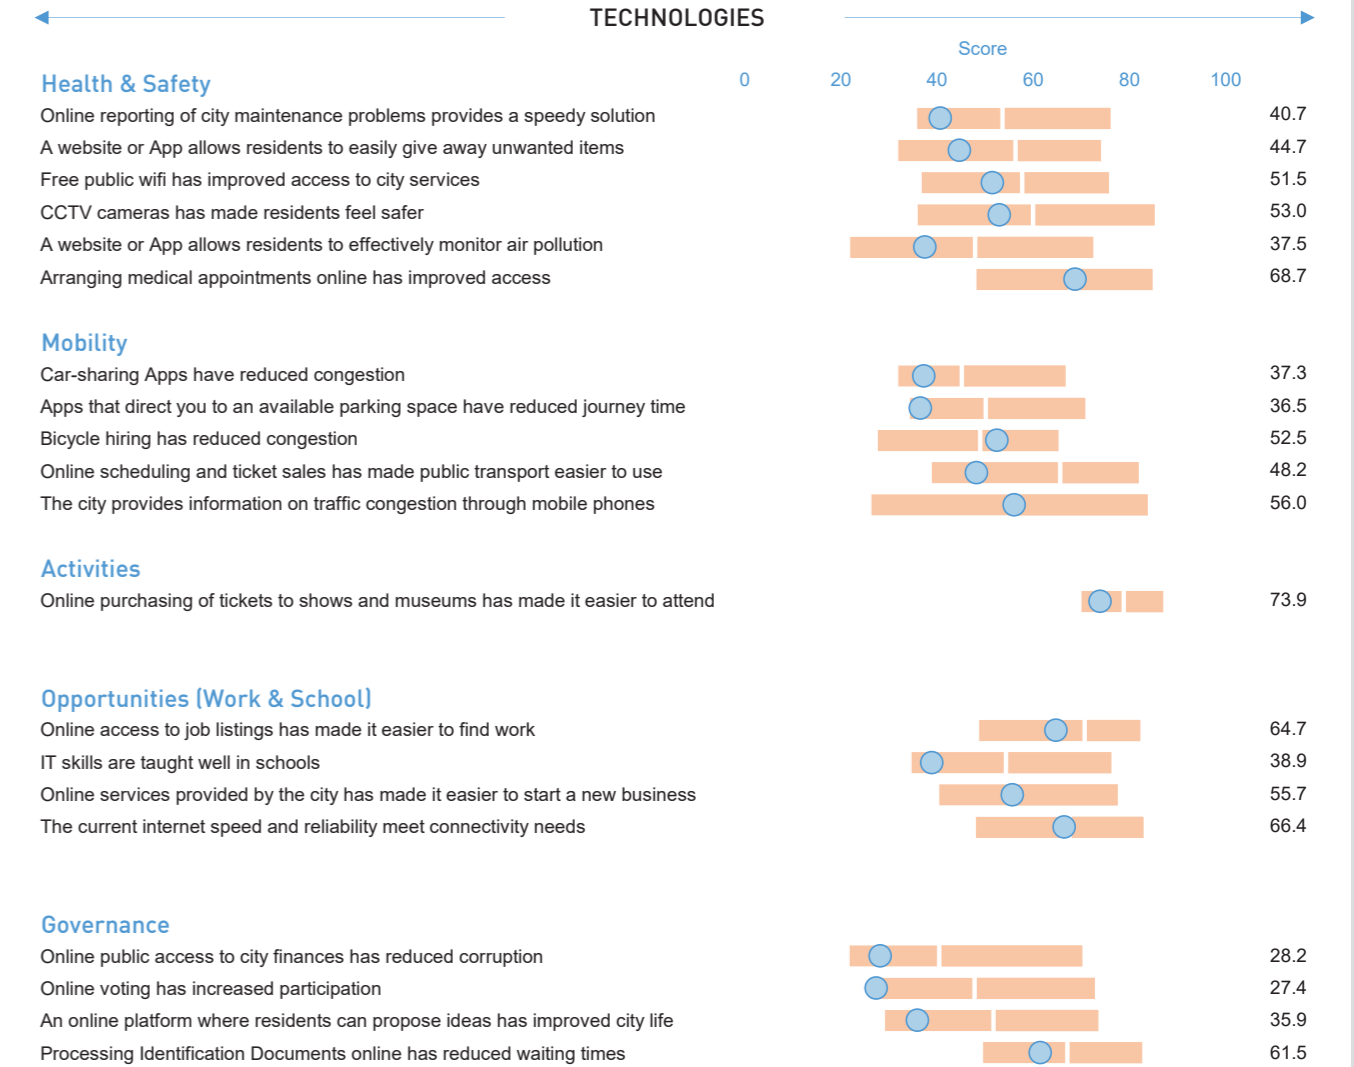 TECHNOLOGIES
Score
0 20 40 60 80 100
Health & Safety
Online reporting of city maintenance problems provides a speedy solution 40.7
A website or App allows residents to easily give away unwanted items 44.7
Free public wifi has improved access to city services 51.5
CCTV cameras has made residents feel safer 53.0
A website or App allows residents to effectively monitor air pollution 37.5
Arranging medical appointments online has improved access 68.7
Mobility
Car-sharing Apps have reduced congestion 37.3
Apps that direct you to an available parking space have reduced journey time 36.5
Bicycle hiring has reduced congestion 52.5
Online scheduling and ticket sales has made public transport easier to use 48.2
The city provides information on traffic congestion through mobile phones 56.0
Activities
Online purchasing of tickets to shows and museums has made it easier to attend 73.9
Opportunities (Work & School)
Online access to job listings has made it easier to find work 64.7
IT skills are taught well in schools 38.9
Online services provided by the city has made it easier to start a new business 55.7
The current internet speed and reliability meet connectivity needs 66.4
Governance
Online public access to city finances has reduced corruption 28.2
Online voting has increased participation 27.4
An online platform where residents can propose ideas has improved city life 35.9
Processing Identification Documents online has reduced waiting times 61.5